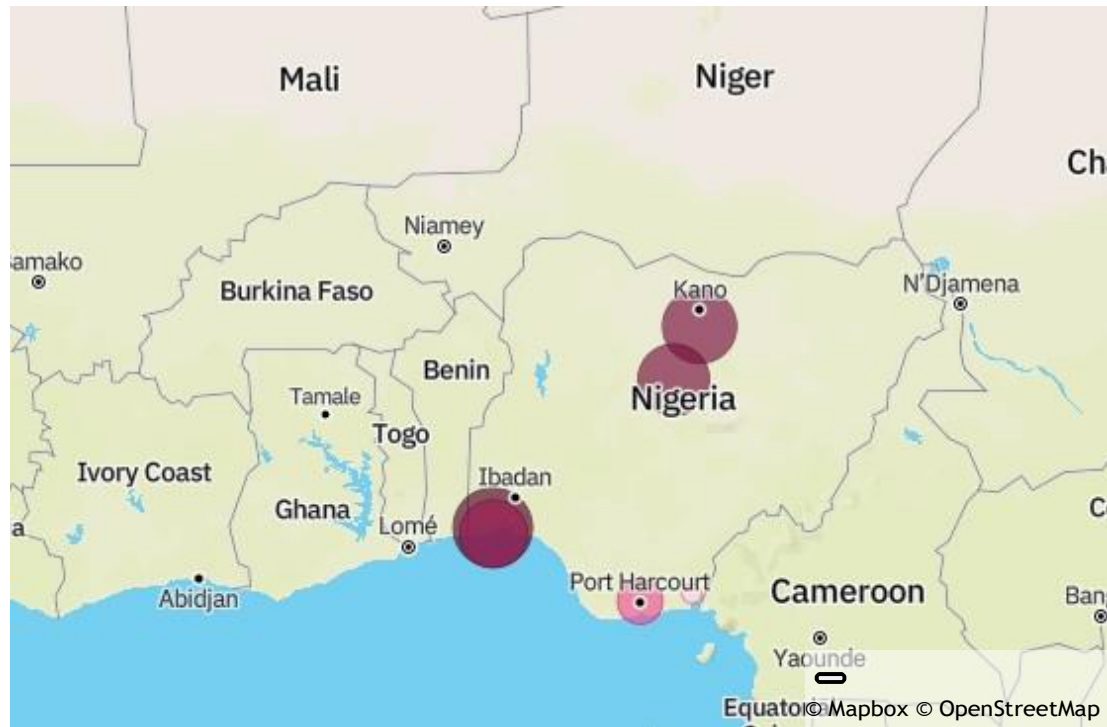 Mali
Niger
Ch
Niamey
amako
N'Djamena
Kano
Burkina Faso
Benin
Nigeria
Tamale
Togo
Ivory Coast
Ibadan
Ghana
C
Lomé
a
Port Harcourt
Cameroon
Abidjan
Ban
Yaounde
Equatoria
© Mapbox © OpenStreetMap